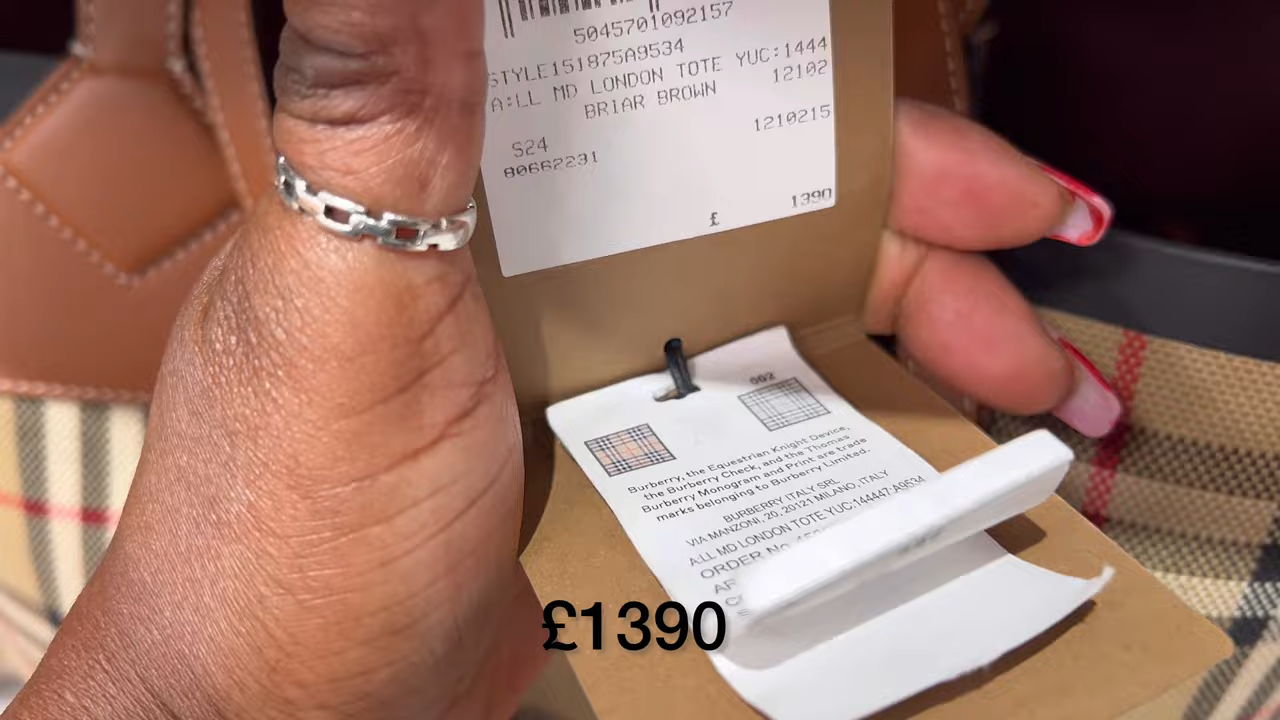 5045701092157
STYLE151875A9534
A:LL MD LONDON TOTE YUC:1444
12102
BRIAR BROWN
1210215
S24
80662231
1390
£
002
Burberry, the Equestrian Knight Device,
the Burberry Check, and the Thomas
Burberry Monogram and Print are trade
marks belonging to Burberry Limited.
BURBERRY ITALY SRL
VIA MANZONI, 20, 20121 MILANO, ITALY
ALL MD LONDON TOTE YUC:144447:A9534
ORDER No
£1390